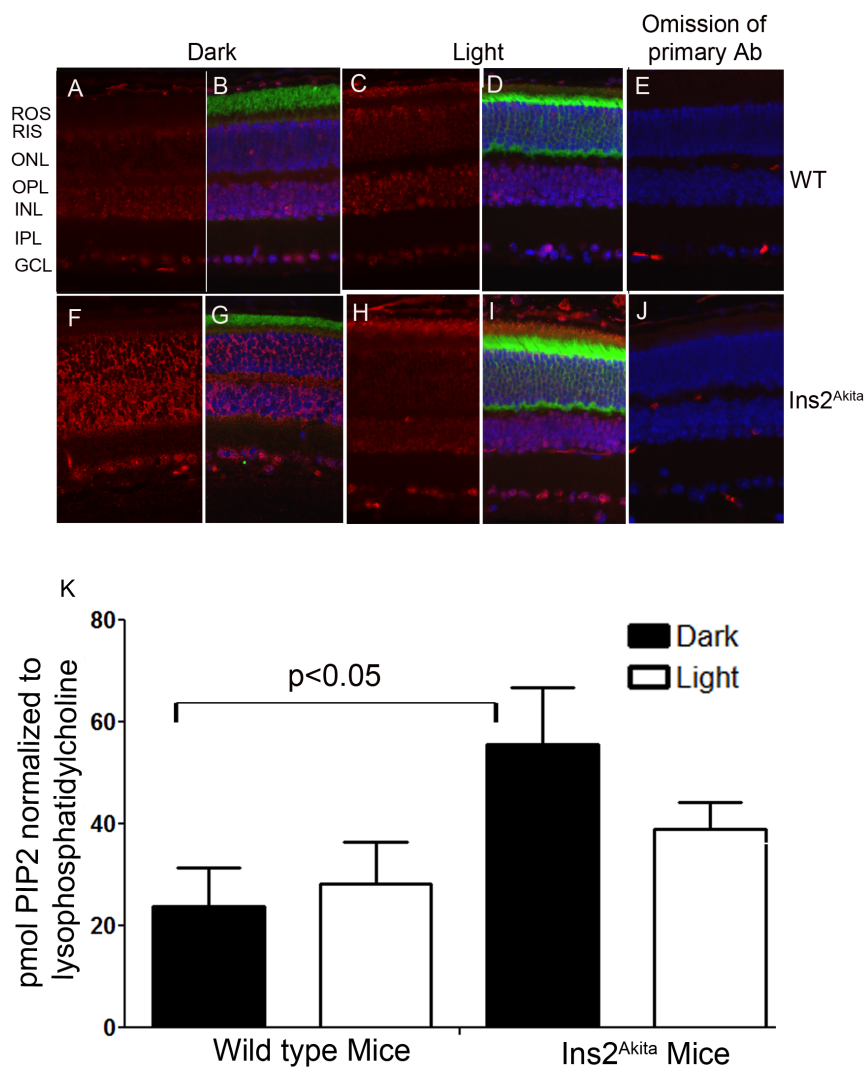 Dark
Light
Omission of
primary Ab
A
B
C
D
E
ROS
RIS
ONL
OPL
INL
IPL
GCL
WT
F
G
H
I
J
Ins2Akita
K
80
60
40
20
0
pmol PIP2 normalized to
lysophosphatidylcholine
p<0.05
Dark
Light
Wild type Mice
Ins2Akita Mice